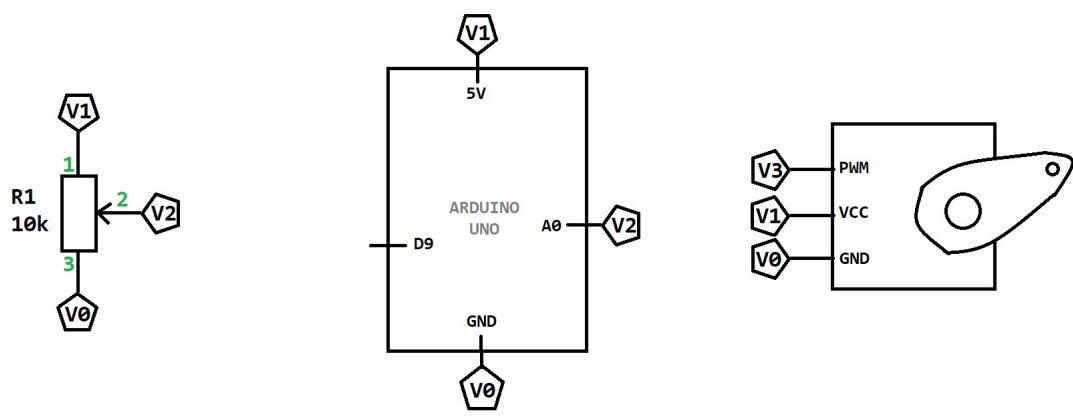 V1
1
R1
10k
2
V2
3
V0
V1
5V
ARDUINO
UNO
D9
A0
V2
GND
V0
V3
PWM
V1
VCC
V0
GND